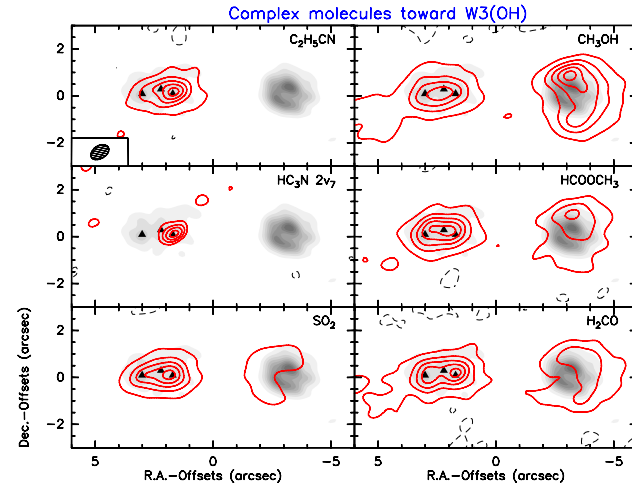 Complex molecules toward W3(OH)
C₂H₅CN
CH₃OH
2
0
−2
HC₃N 2v₇
HCOOCH₃
2
0
−2
SO₂
H₂CO
2
0
−2
Dec.−Offsets (arcsec)
5 0 −5
5 0 −5
R.A.−Offsets (arcsec)
R.A.−Offsets (arcsec)